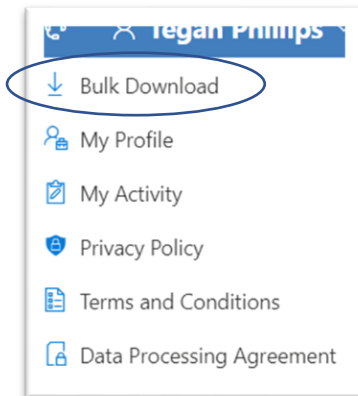 Tegan Phillips
Bulk Download
My Profile
My Activity
Privacy Policy
Terms and Conditions
Data Processing Agreement